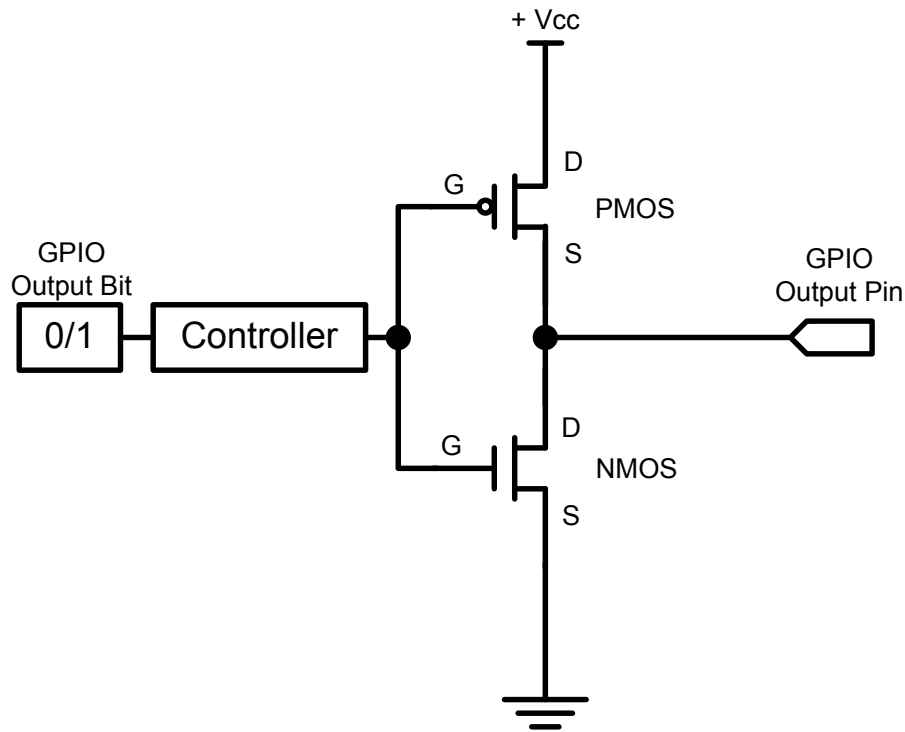 + Vcc
D
G
PMOS
S
GPIO
Output Bit
0/1
Controller
GPIO
Output Pin
D
G
NMOS
S